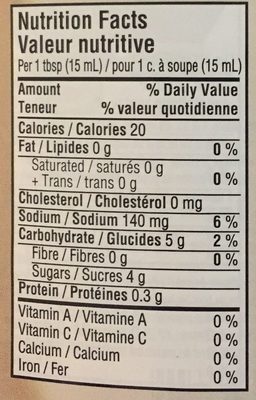 Nutrition Facts
Valeur nutritive
Per 1 tbsp (15 mL) / pour 1 c. à soupe (15 mL)
Amount % Daily Value
Teneur % valeur quotidienne
Calories / Calories 20
Fat / Lipides 0 g 0 %
Saturated / saturés 0 g
+ Trans / trans 0 g 0 %
Cholesterol / Cholestérol 0 mg
Sodium / Sodium 140 mg 6 %
Carbohydrate / Glucides 5 g 2 %
Fibre / Fibres 0 g 0 %
Sugars / Sucres 4 g
Protein / Protéines 0.3 g
Vitamin A / Vitamine A 0 %
Vitamin C / Vitamine C 0 %
Calcium / Calcium 0 %
Iron / Fer 0 %